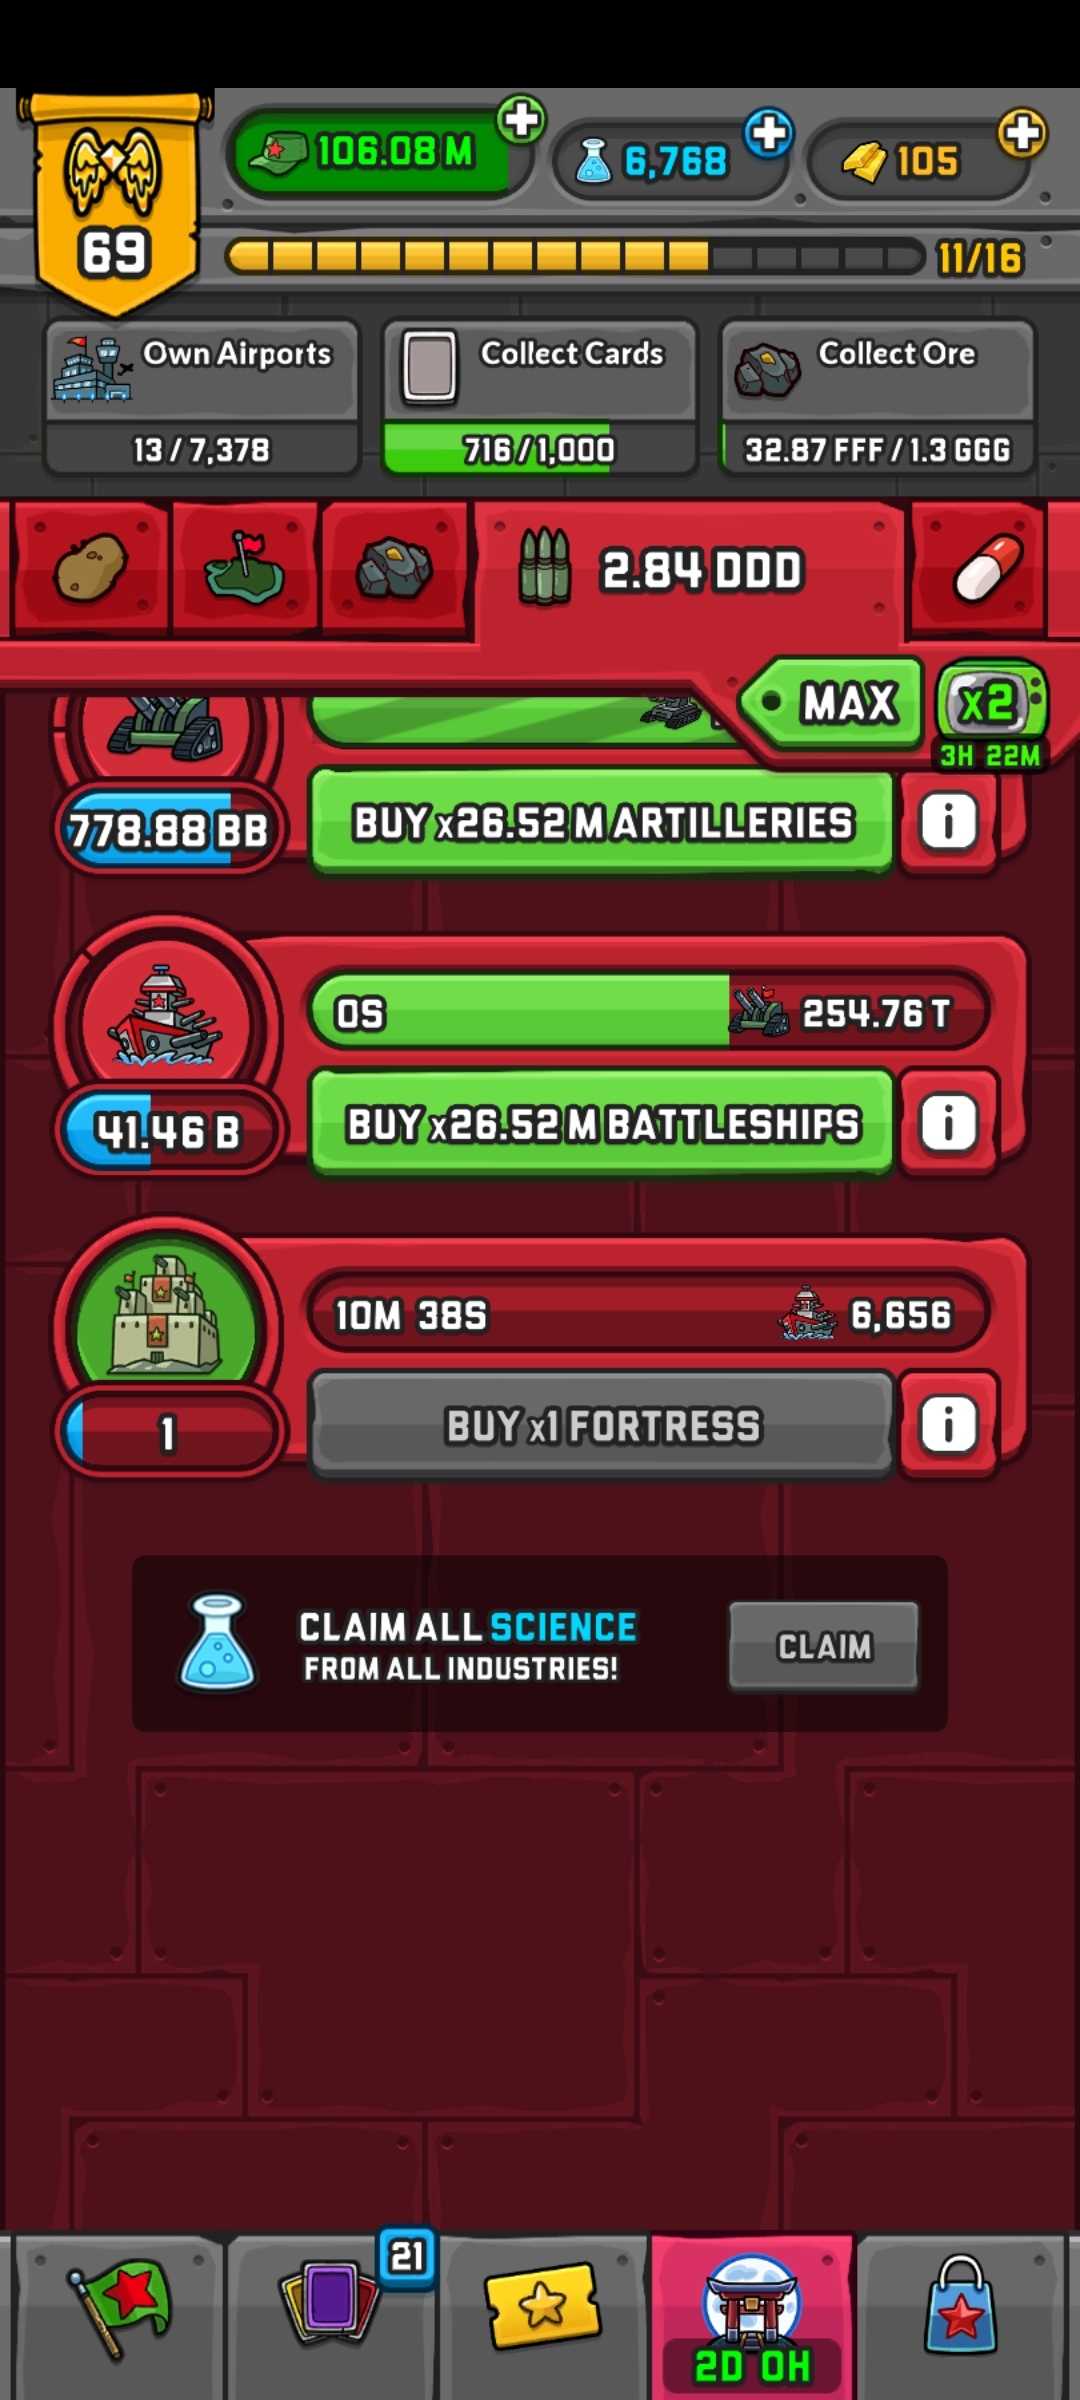 106.08 M
6,768
105
69
11/16
Own Airports
13 / 7,378
Collect Cards
716 / 1,000
Collect Ore
32.87 FFF / 1.3 GGG
2.84 DDD
MAX
x2
3H 22M
778.88 BB
BUY x26.52 M ARTILLERIES
i
0S
254.76 T
41.46 B
BUY x26.52 M BATTLESHIPS
i
10M 38S
6,656
1
BUY x1 FORTRESS
i
CLAIM ALL SCIENCE
FROM ALL INDUSTRIES!
CLAIM
21
2D 0H